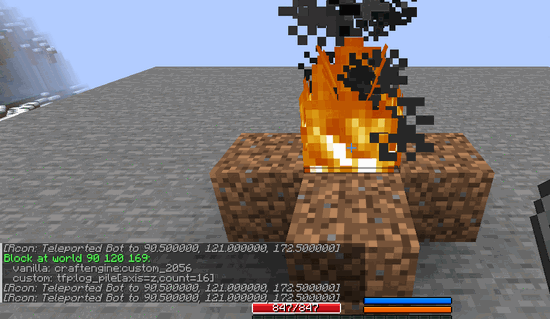 [Rcon: Teleported Bot to 90.500000, 121.000000, 172.500000]
Block at world 90 120 169:
vanilla: craftengine:custom_2056
custom: tfp:log_pile[axis=z,count=16]
[Rcon: Teleported Bot to 90.500000, 121.000000, 172.500000]
[Rcon: Teleported Bot to 90.500000, 121.000000, 172.500000]
847/847